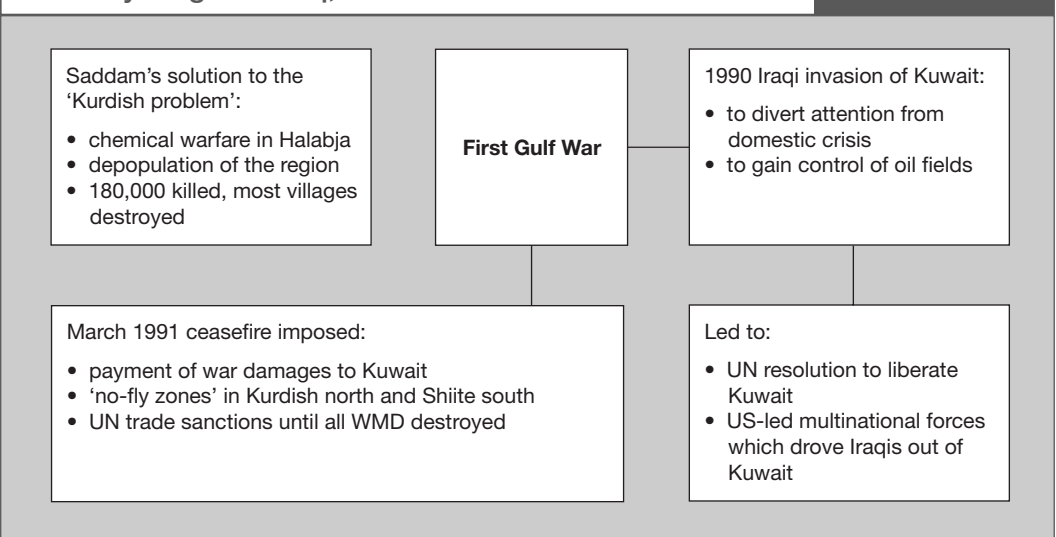 Saddam's solution to the
'Kurdish problem':
• chemical warfare in Halabja
• depopulation of the region
• 180,000 killed, most villages
destroyed
First Gulf War
1990 Iraqi invasion of Kuwait:
• to divert attention from
domestic crisis
• to gain control of oil fields
March 1991 ceasefire imposed:
• payment of war damages to Kuwait
• 'no-fly zones' in Kurdish north and Shiite south
• UN trade sanctions until all WMD destroyed
Led to:
• UN resolution to liberate
Kuwait
• US-led multinational forces
which drove Iraqis out of
Kuwait